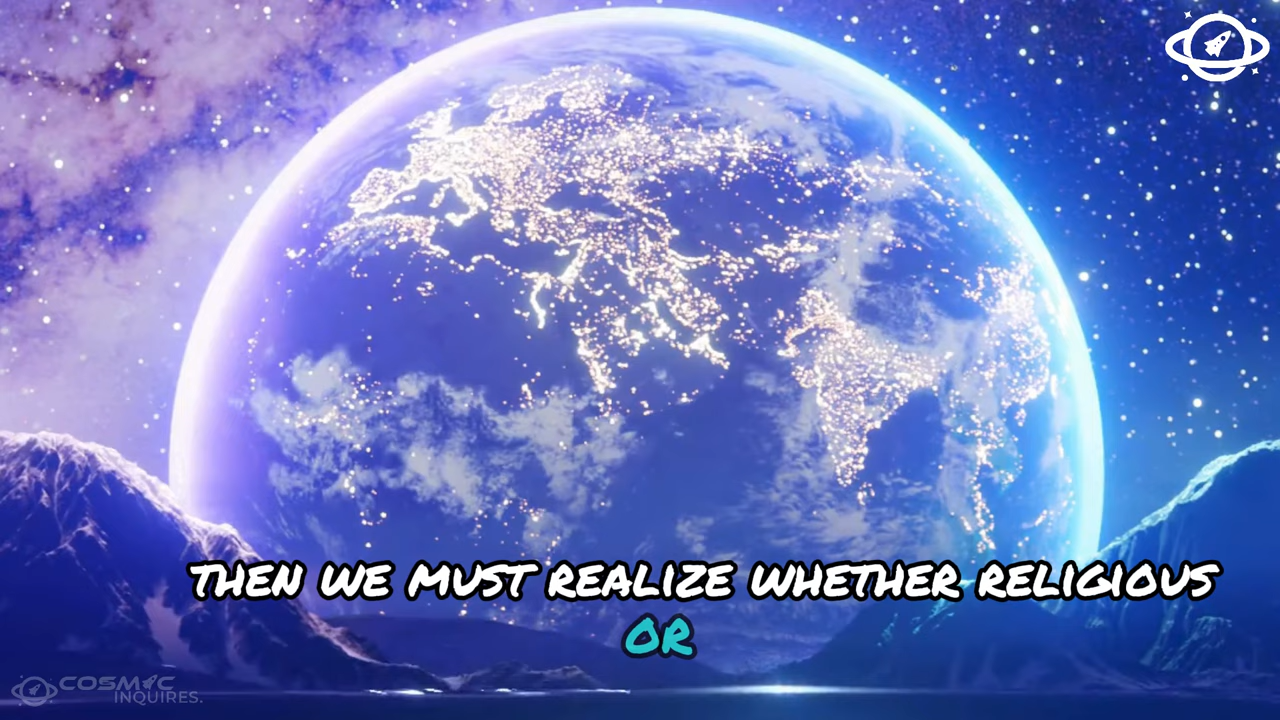 THEN WE MUST REALIZE WHETHER RELIGIOUS
OR
COSMIC
INQUIRES.